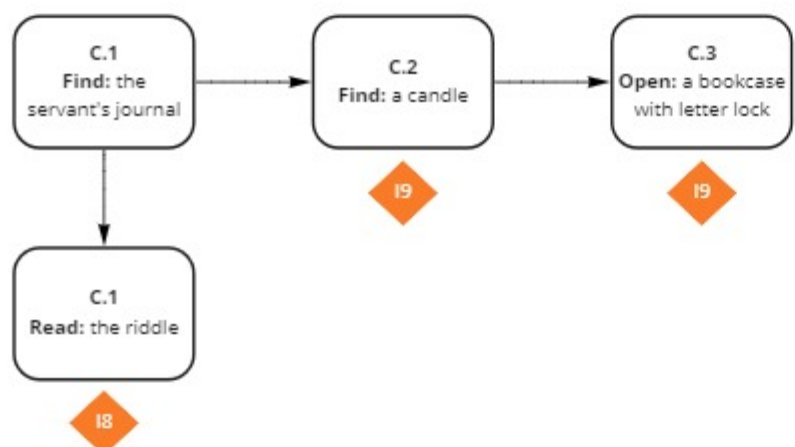 C.1
Find: the
servant's journal
C.2
Find: a candle
C.3
Open: a bookcase
with letter lock
I9
I9
C.1
Read: the riddle
I8